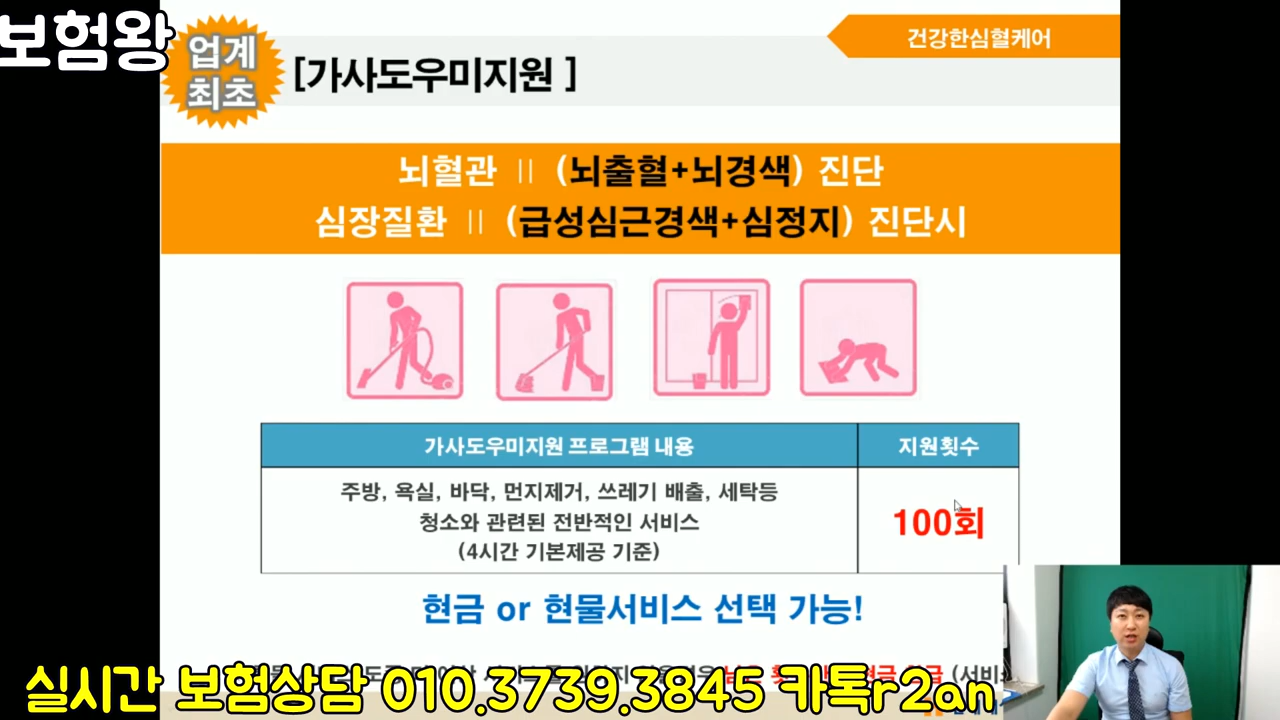 보험왕
업계
최초
[가사도우미지원 ]
건강한심혈케어
뇌혈관 || (뇌출혈+뇌경색) 진단
심장질환 || (급성심근경색+심정지) 진단시
가사도우미지원 프로그램 내용
지원횟수
주방, 욕실, 바닥, 먼지제거, 쓰레기 배출, 세탁등
청소와 관련된 전반적인 서비스
(4시간 기본제공 기준)
100회
현금 or 현물서비스 선택 가능!
실시간 보험상담 010.3739.3845 카톡r2an